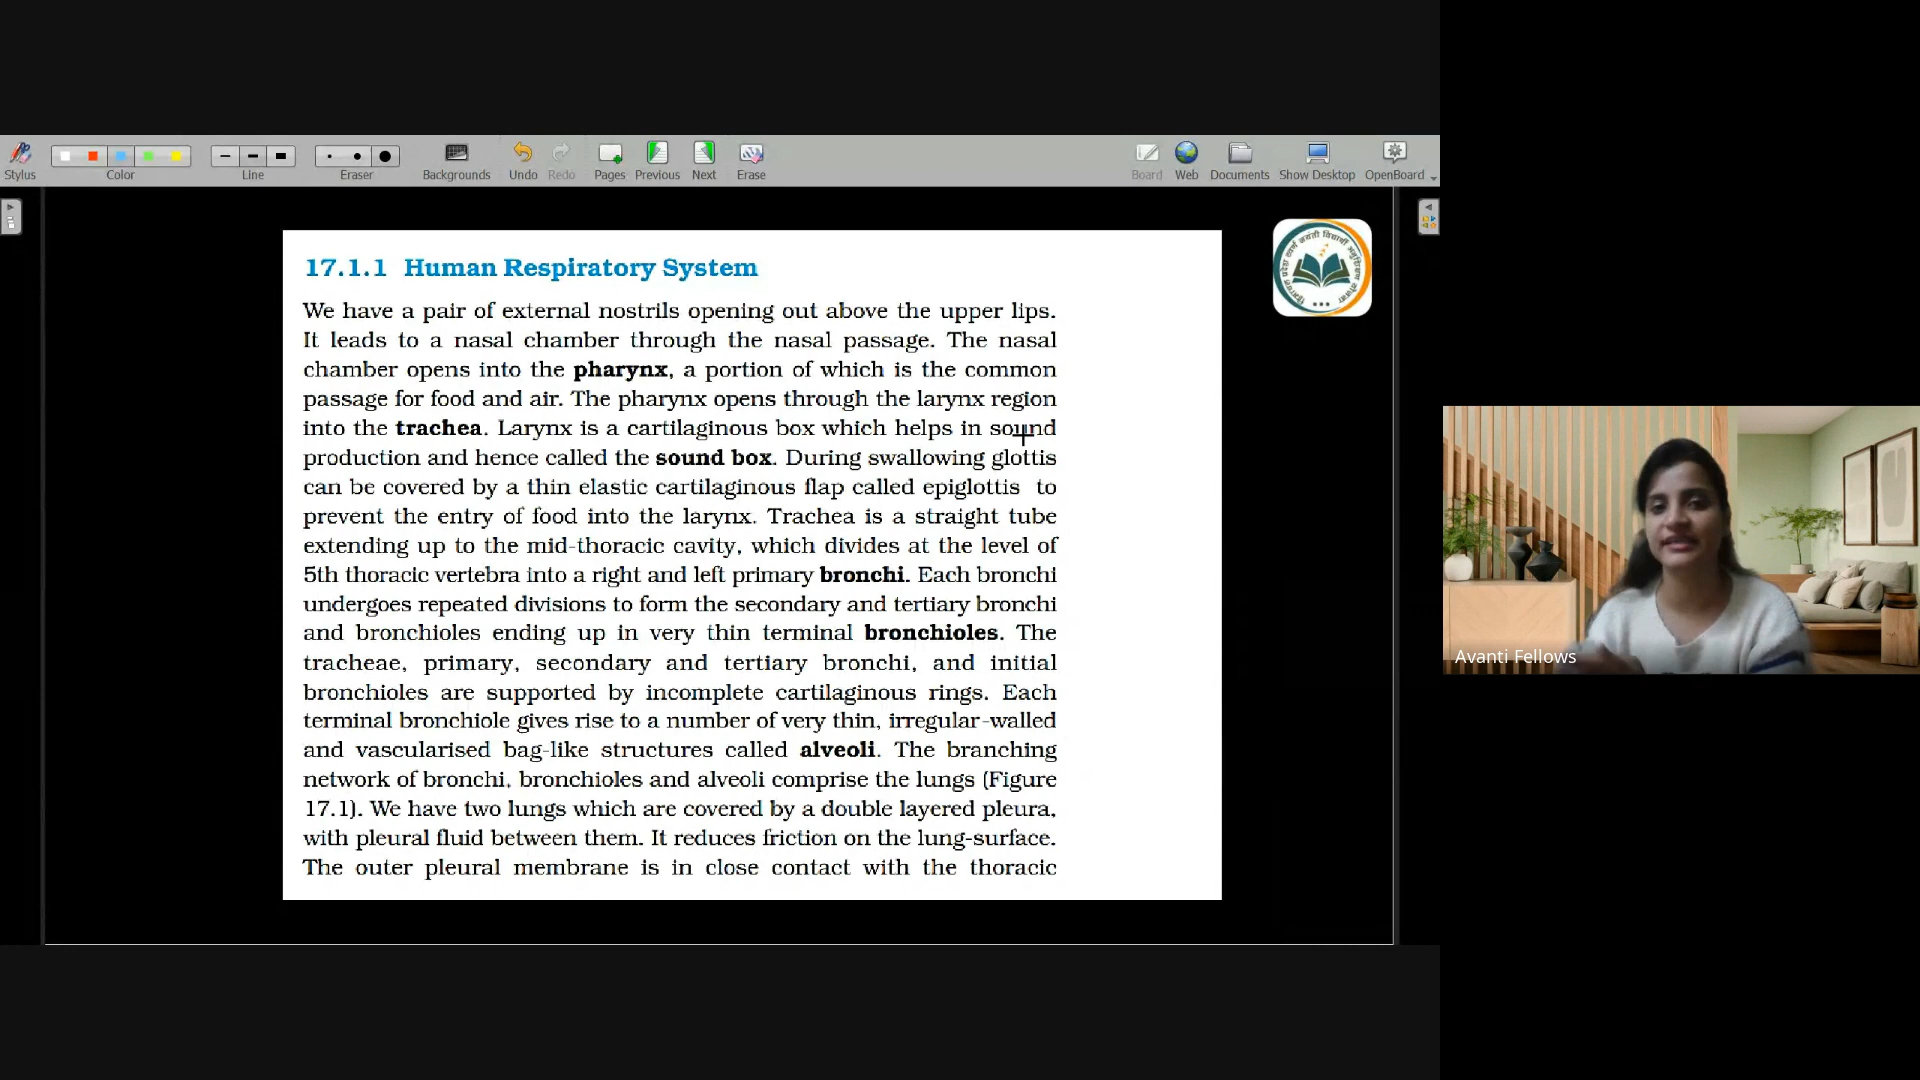 Stylus
Color
Line
Eraser
Backgrounds
Undo
Redo
Pages
Previous
Next
Erase
Board
Web
Documents
Show Desktop
OpenBoard
17.1.1 Human Respiratory System
We have a pair of external nostrils opening out above the upper lips.
It leads to a nasal chamber through the nasal passage. The nasal
chamber opens into the pharynx, a portion of which is the common
passage for food and air. The pharynx opens through the larynx region
into the trachea. Larynx is a cartilaginous box which helps in sound
production and hence called the sound box. During swallowing glottis
can be covered by a thin elastic cartilaginous flap called epiglottis to
prevent the entry of food into the larynx. Trachea is a straight tube
extending up to the mid-thoracic cavity, which divides at the level of
5th thoracic vertebra into a right and left primary bronchi. Each bronchi
undergoes repeated divisions to form the secondary and tertiary bronchi
and bronchioles ending up in very thin terminal bronchioles. The
tracheae, primary, secondary and tertiary bronchi, and initial
bronchioles are supported by incomplete cartilaginous rings. Each
terminal bronchiole gives rise to a number of very thin, irregular-walled
and vascularised bag-like structures called alveoli. The branching
network of bronchi, bronchioles and alveoli comprise the lungs (Figure
17.1). We have two lungs which are covered by a double layered pleura,
with pleural fluid between them. It reduces friction on the lung-surface.
The outer pleural membrane is in close contact with the thoracic
Avanti Fellows